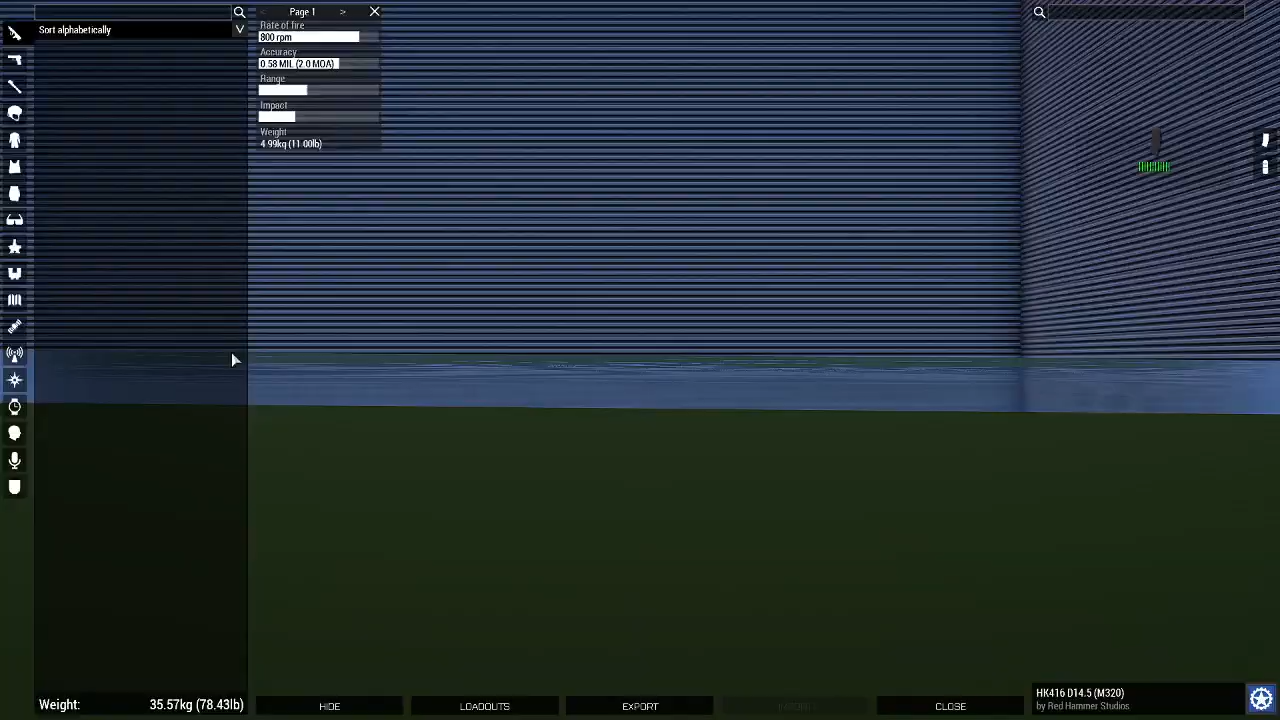 Sort alphabetically
V
< Page 1 >
Rate of fire
800 rpm
Accuracy
0.58 MIL (2.0 MOA)
Range
Impact
Weight
4.99kg (11.00lb)
Weight: 35.57kg (78.43lb)
HIDE
LOADOUTS
EXPORT
IMPORT
CLOSE
HK416 D14.5 (M320)
by Red Hammer Studios